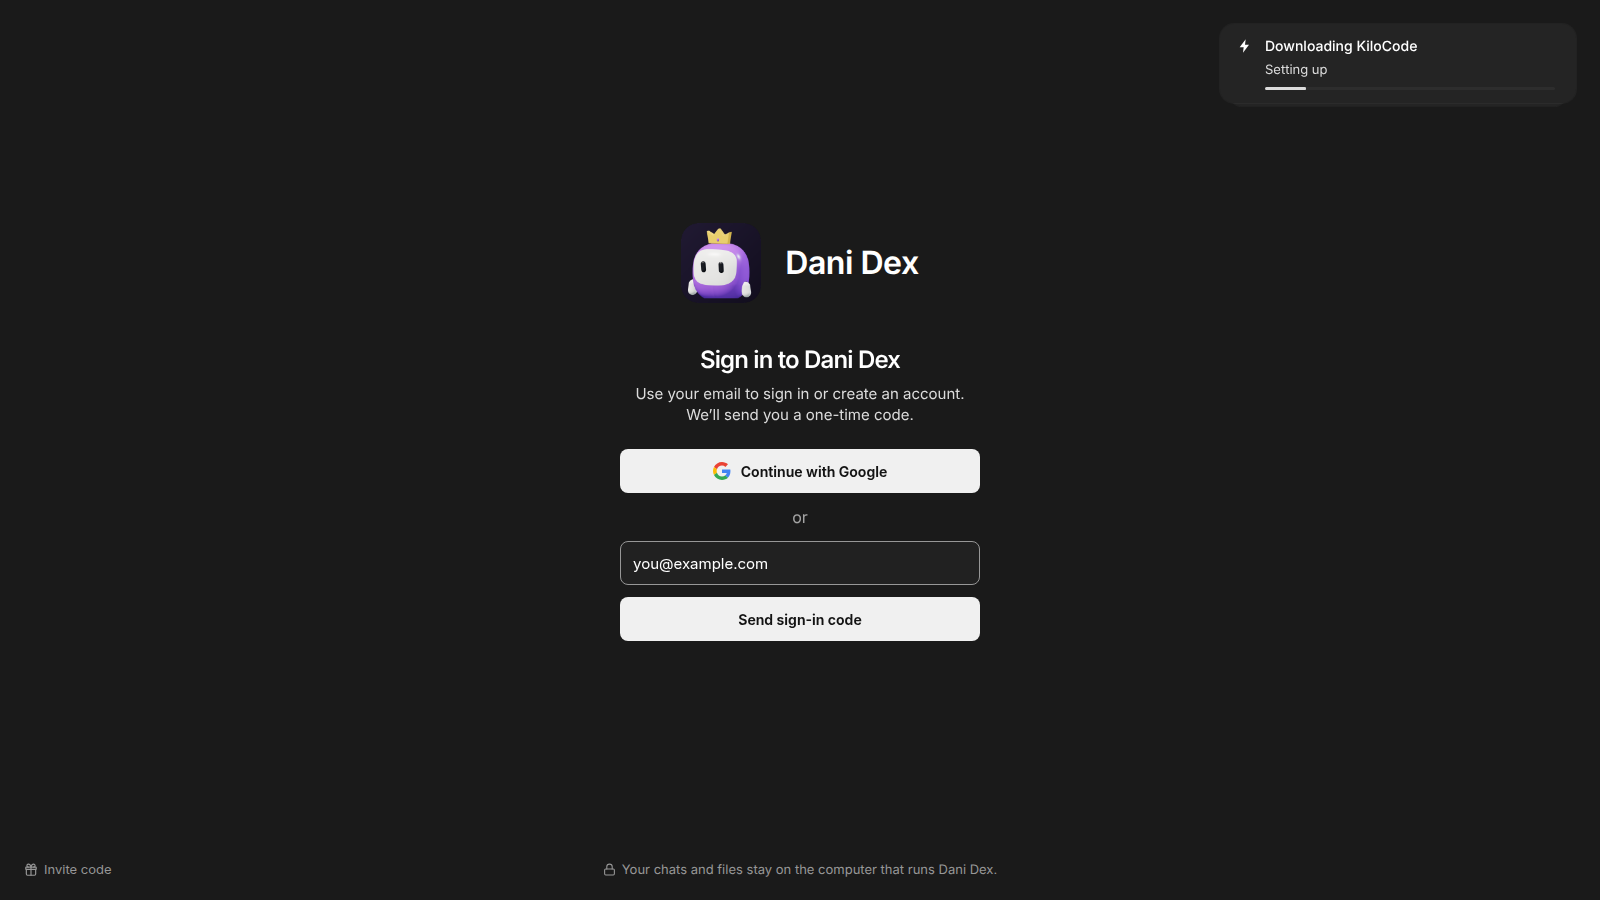 Downloading KiloCode
Setting up
Dani Dex
Sign in to Dani Dex
Use your email to sign in or create an account.
We’ll send you a one-time code.
Continue with Google
or
you@example.com
Send sign-in code
Invite code
Your chats and files stay on the computer that runs Dani Dex.